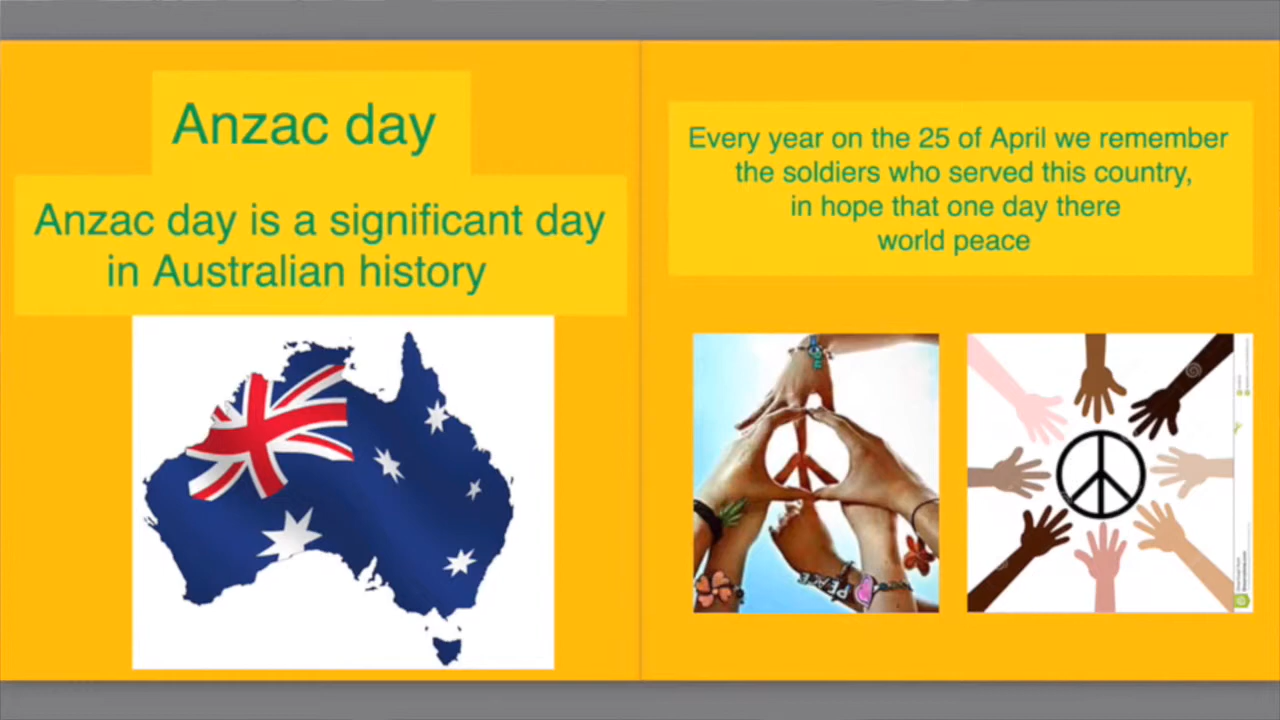 Anzac day
Anzac day is a significant day
in Australian history
Every year on the 25 of April we remember
the soldiers who served this country,
in hope that one day there
world peace
PEACE